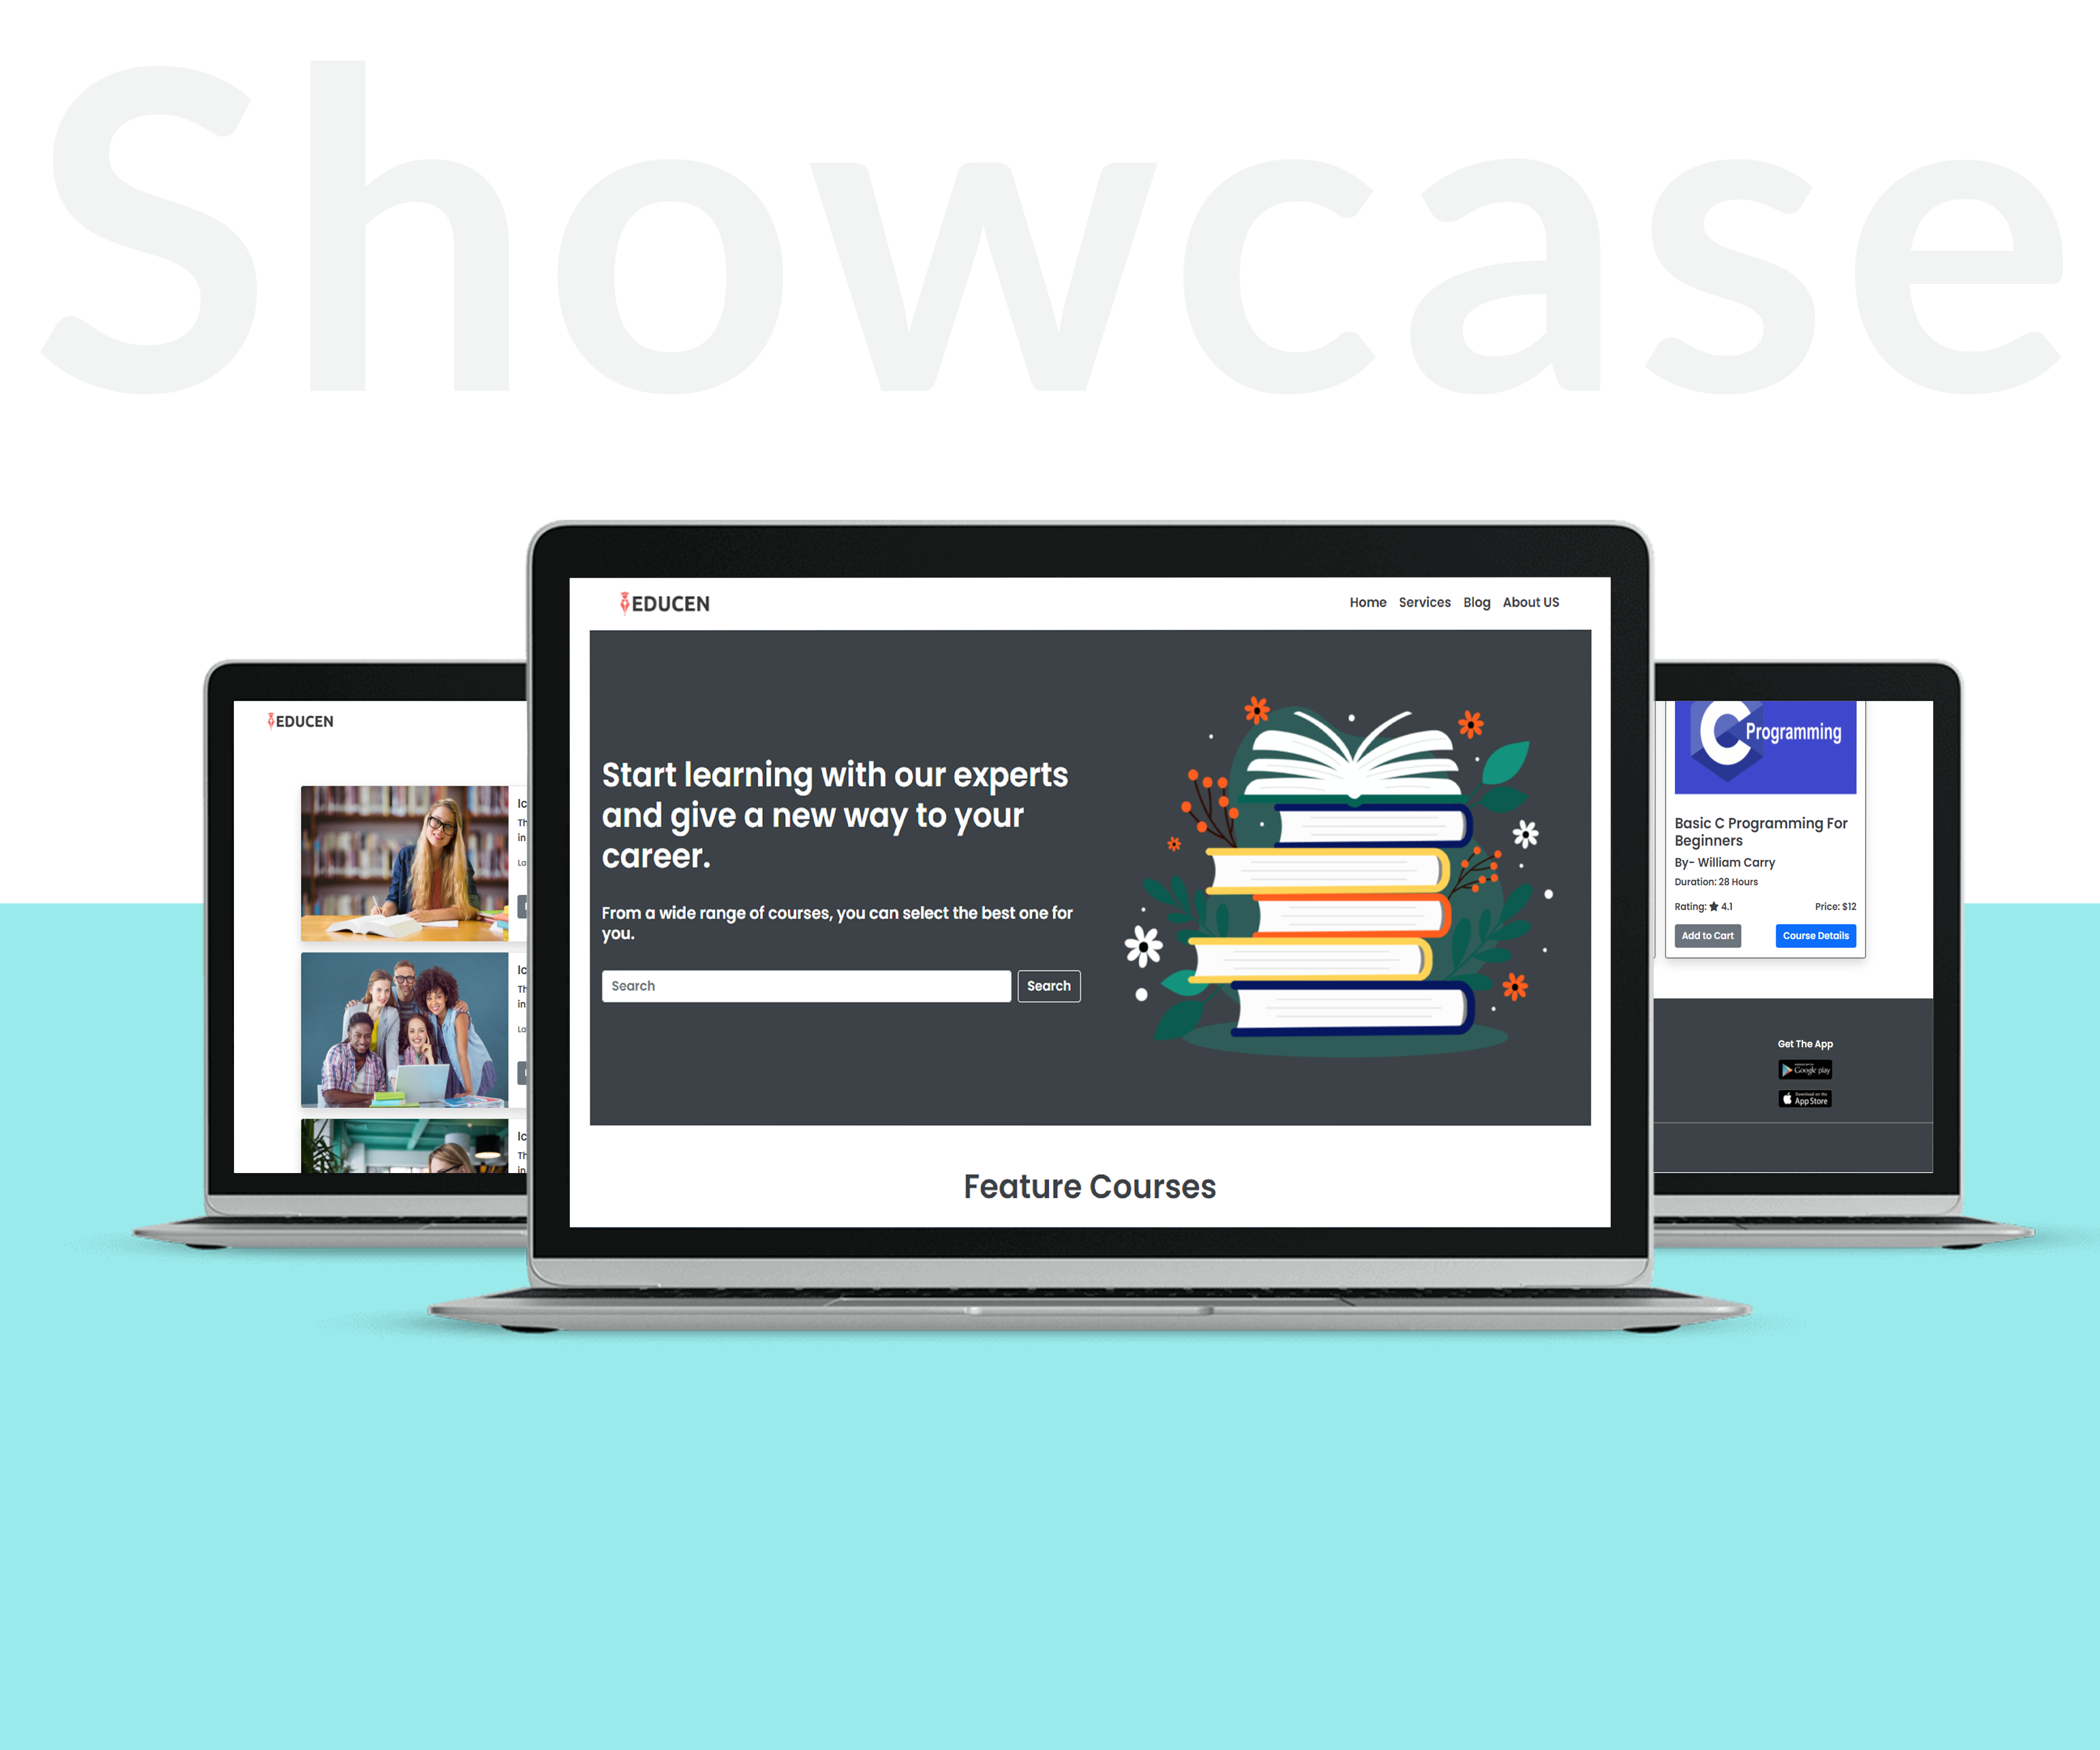 Showcase
EDUCEN
Home Services Blog About US
Start learning with our experts
and give a new way to your
career.
From a wide range of courses, you can select the best one for
you.
Search
Search
Feature Courses
EDUCEN
Ic
Th
in
La
Ic
Th
in
La
Ic
Th
in
C Programming
Basic C Programming For
Beginners
By- William Carry
Duration: 28 Hours
Rating: 4.1 Price: $12
Add to Cart Course Details
Get The App
Google play
Download on the
App Store